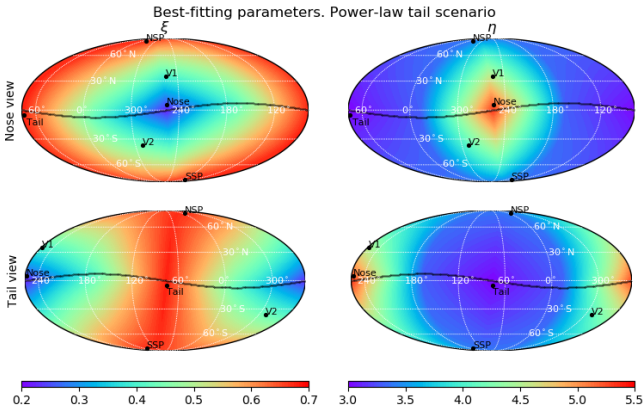 Best-fitting parameters. Power-law tail scenario
ξ η
Nose view
NSP
60°N
V1
30°N
Nose
60° 0° 300° 240° 180° 120°
Tail
30°S
V2
60°S
SSP
NSP
60°N
V1
30°N
Nose
60° 0° 300° 240° 180° 120°
Tail
30°S
V2
60°S
SSP
Tail view
NSP
V1
60°N
30°N
Nose
240° 180° 120° 60° 0° 300°
Tail
30°S
V2
60°S
SSP
NSP
V1
60°N
30°N
Nose
240° 180° 120° 60° 0° 300°
Tail
30°S
V2
60°S
SSP
0.2 0.3 0.4 0.5 0.6 0.7
3.0 3.5 4.0 4.5 5.0 5.5